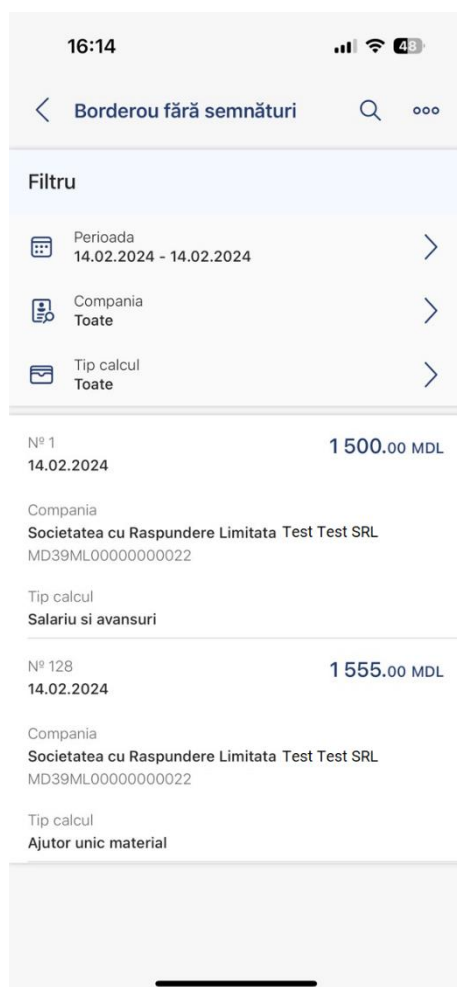 16:14
48
Borderou fără semnături
Filtru
Perioada
14.02.2024 - 14.02.2024
Compania
Toate
Tip calcul
Toate
Nº 1
1 500.00 MDL
14.02.2024
Compania
Societatea cu Raspundere Limitata Test Test SRL
MD39ML00000000022
Tip calcul
Salariu si avansuri
Nº 128
1 555.00 MDL
14.02.2024
Compania
Societatea cu Raspundere Limitata Test Test SRL
MD39ML00000000022
Tip calcul
Ajutor unic material